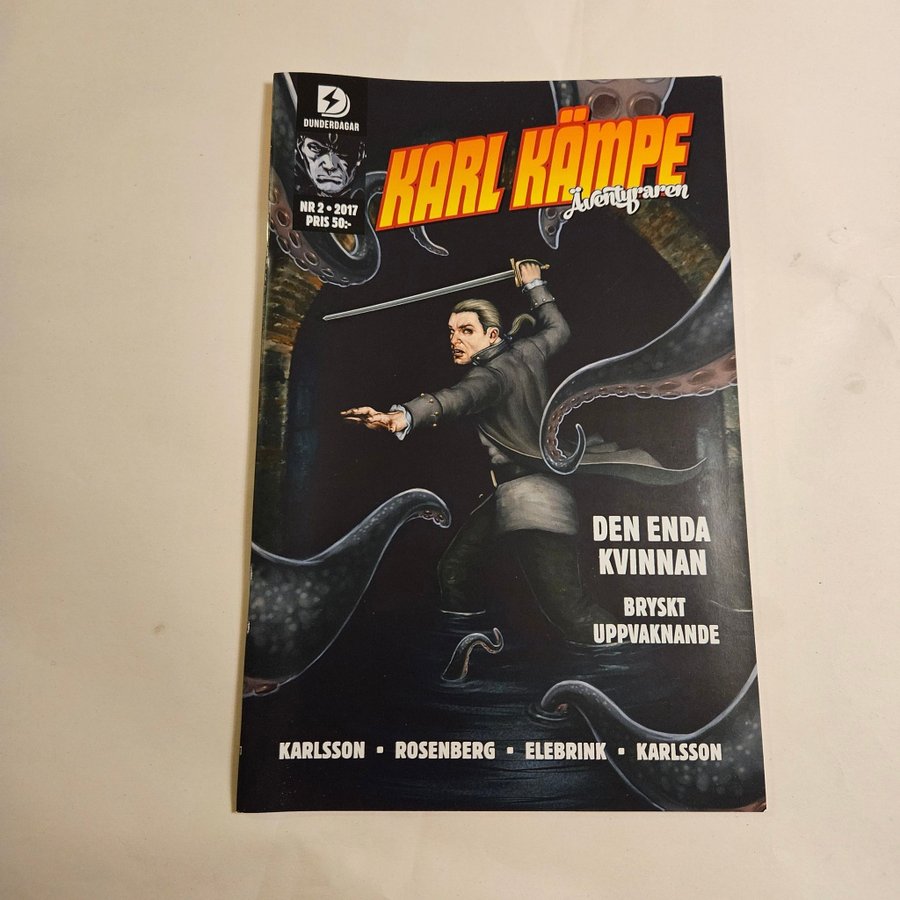 DUNDERDAGAR
NR 2 • 2017
PRIS 50:-
KARL KÄMPE
Äventyraren
DEN ENDA
KVINNAN
BRYSKT
UPPVAKNANDE
KARLSSON • ROSENBERG • ELEBRINK • KARLSSON